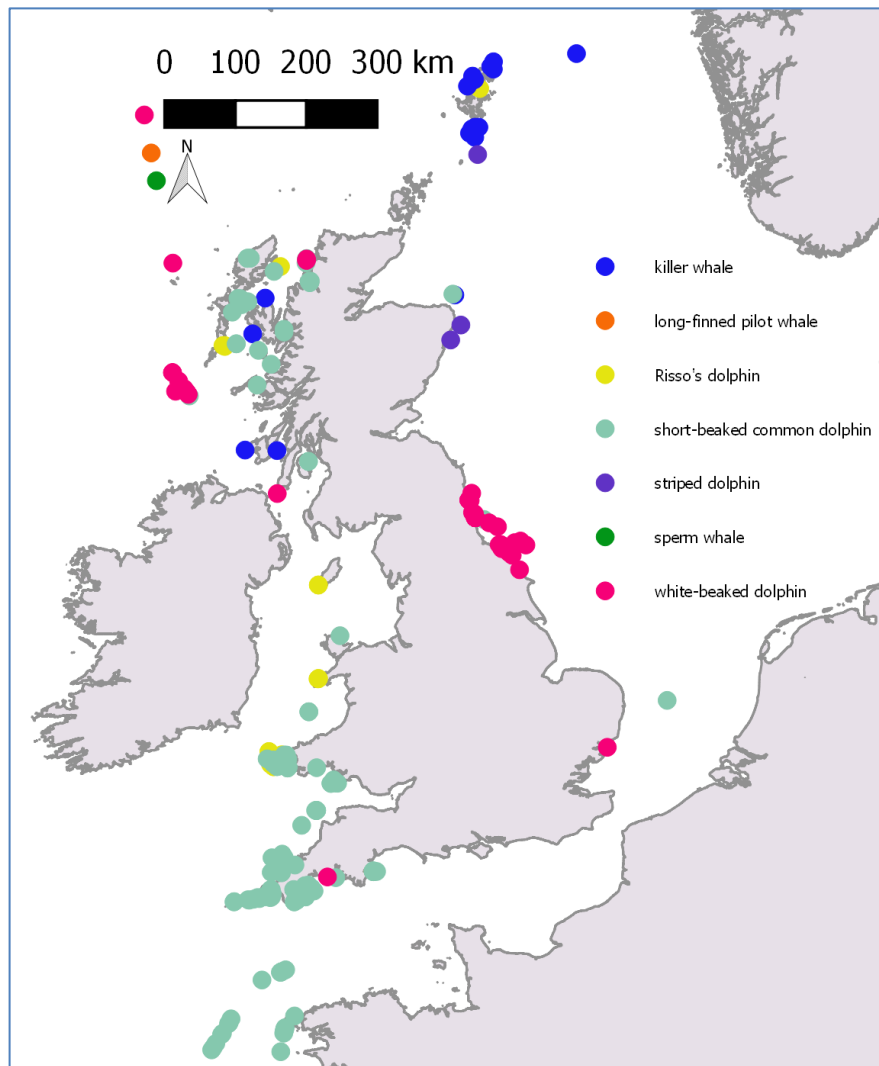 0 100 200 300 km
N
killer whale
long-finned pilot whale
Risso's dolphin
short-beaked common dolphin
striped dolphin
sperm whale
white-beaked dolphin